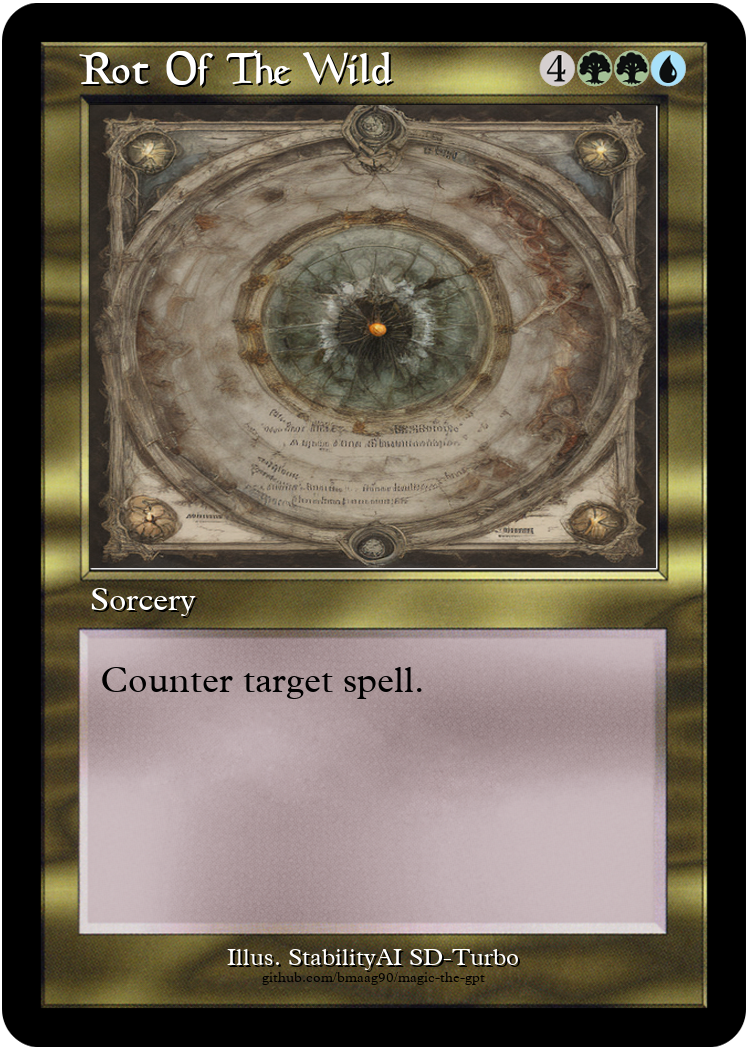 Rot Of The Wild
4
Sorcery
Counter target spell.
Illus. StabilityAI SD-Turbo
github.com/bmaag90/magic-the-gpt